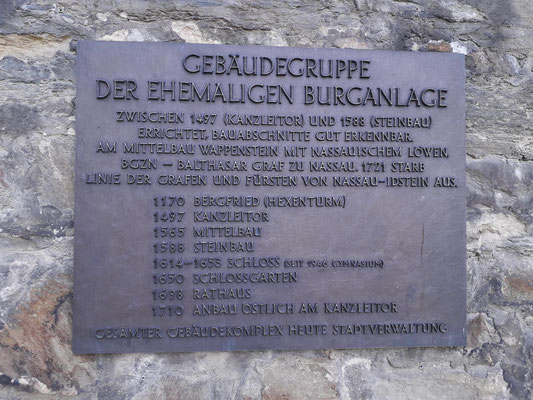 GEBÄUDEGRUPPE
DER EHEMALIGEN BURGANLAGE
ZWISCHEN 1497 (KANZLEITOR) UND 1588 (STEINBAU)
ERRICHTET, BAUABSCHNITTE GUT ERKENNBAR.
AM MITTELBAU WAPPENSTEIN MIT NASSAUISCHEM LÖWEN,
BGZN – BALTHASAR GRAF ZU NASSAU. 1721 STARB
LINIE DER GRAFEN UND FÜRSTEN VON NASSAU-IDSTEIN AUS.
1170 BERGFRIED (HEXENTURM)
1497 KANZLEITOR
1565 MITTELBAU
1588 STEINBAU
1614–1653 SCHLOSS (SEIT 1946 GYMNASIUM)
1650 SCHLOSSGARTEN
1698 RATHAUS
1710 ANBAU ÖSTLICH AM KANZLEITOR
GESAMTER GEBÄUDEKOMPLEX HEUTE STADTVERWALTUNG